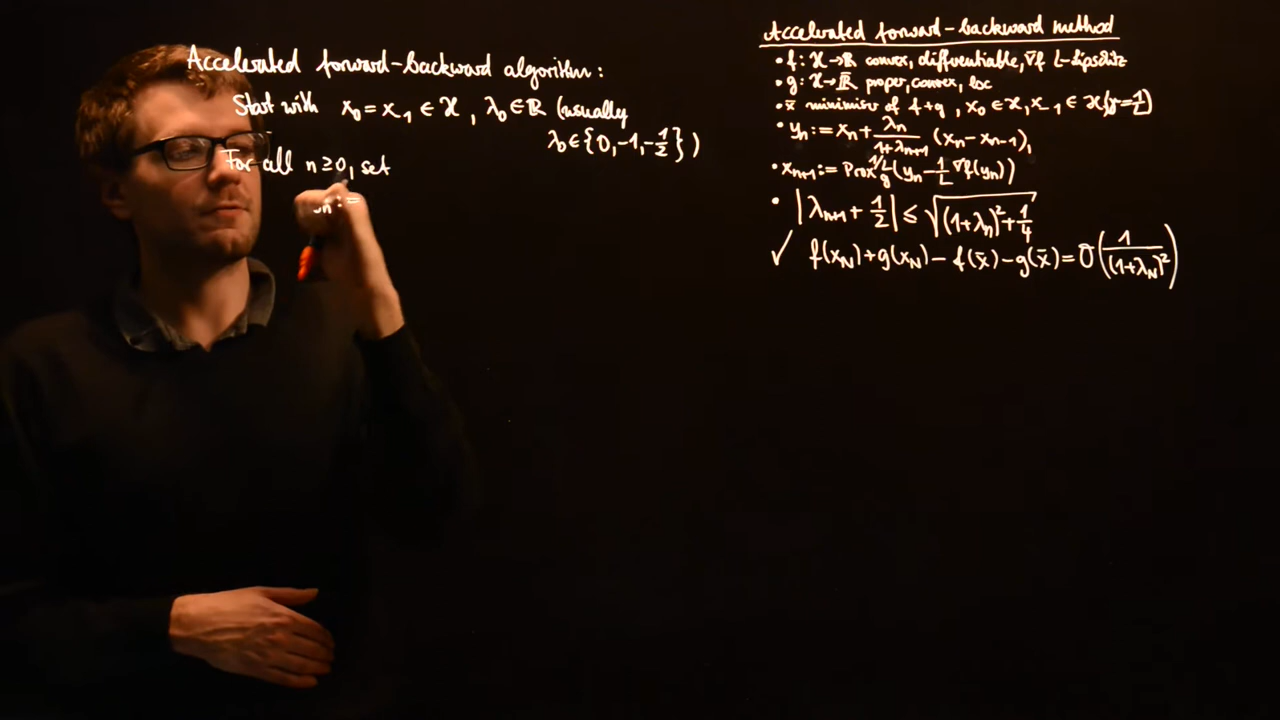 Accelerated forward-backward algorithm:
Start with x₀ = x₋₁ ∈ ℋ, λ₀ ∈ ℝ (usually
λ₀ ∈ {0, -1, -1/2})
For all n ≥ 0, set
yₙ :=
Accelerated forward-backward method
• f: ℋ → ℝ convex, differentiable, ∇f L-Lipschitz
• g: ℋ → ℝ̄ proper, convex, lsc
• x̄ minimiser of f+g, x₀ ∈ ℋ, x₋₁ ∈ ℋ (γ = 1/L)
• yₙ := xₙ + λₙ/(1+λₙ₊₁) (xₙ - xₙ₋₁),
• xₙ₊₁ := Prox_g^{1/L} (yₙ - 1/L ∇f(yₙ))
• |λₙ₊₁ + 1/2| ≤ √((1+λₙ)² + 1/4)
✓ f(x_N) + g(x_N) - f(x̄) - g(x̄) = O(1/(1+λ_N)²)